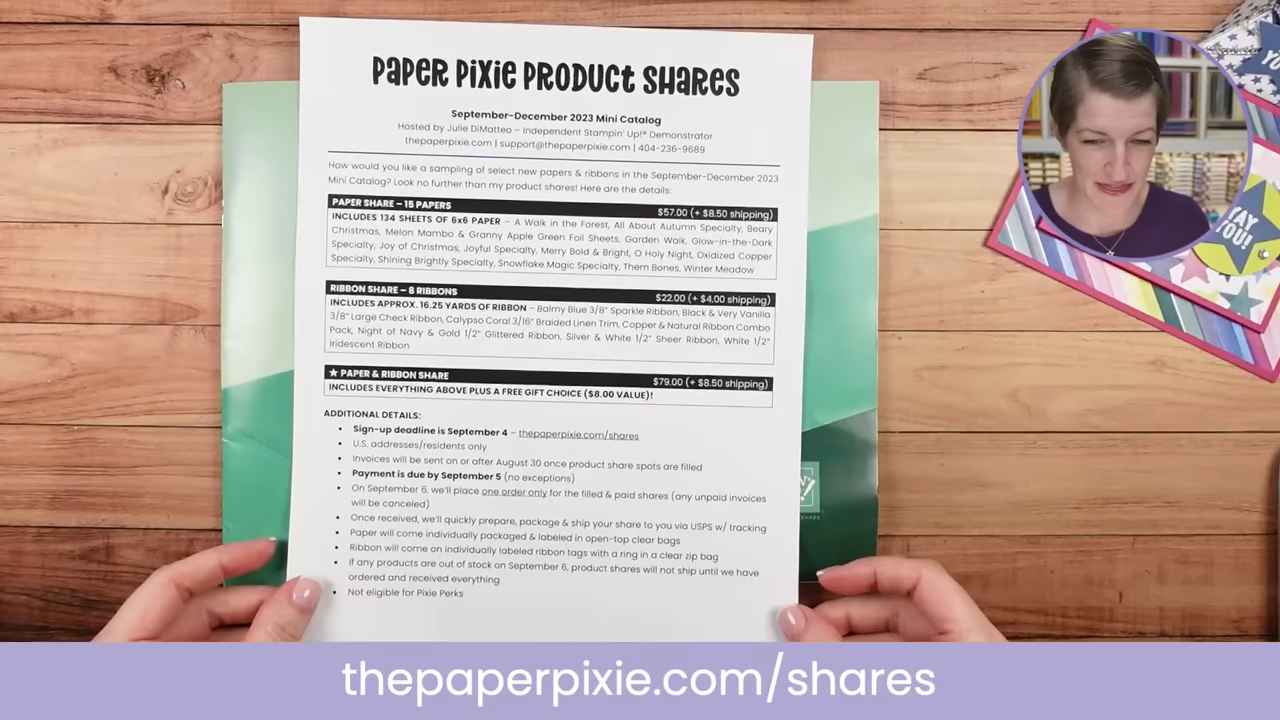 PAPER PIXIE PRODUCT SHARES
September-December 2023 Mini Catalog
Hosted by Julie DiMatteo – Independent Stampin' Up!® Demonstrator
thepaperpixie.com | support@thepaperpixie.com | 404-236-9689
How would you like a sampling of select new papers & ribbons in the September-December 2023
Mini Catalog? Look no further than my product shares! Here are the details:
PAPER SHARE – 15 PAPERS $57.00 (+ $8.50 shipping)
INCLUDES 134 SHEETS OF 6x6 PAPER – A Walk in the Forest, All About Autumn Specialty, Beary
Christmas, Melon Mambo & Granny Apple Green Foil Sheets, Garden Walk, Glow-in-the-Dark
Specialty, Joy of Christmas, Joyful Specialty, Merry Bold & Bright, O Holy Night, Oxidized Copper
Specialty, Shining Brightly Specialty, Snowflake Magic Specialty, Them Bones, Winter Meadow
RIBBON SHARE – 8 RIBBONS $22.00 (+ $4.00 shipping)
INCLUDES APPROX. 16.25 YARDS OF RIBBON – Balmy Blue 3/8" Sparkle Ribbon, Black & Very Vanilla
3/8" Large Check Ribbon, Calypso Coral 3/16" Braided Linen Trim, Copper & Natural Ribbon Combo
Pack, Night of Navy & Gold 1/2" Glittered Ribbon, Silver & White 1/2" Sheer Ribbon, White 1/2"
Iridescent Ribbon
★ PAPER & RIBBON SHARE $79.00 (+ $8.50 shipping)
INCLUDES EVERYTHING ABOVE PLUS A FREE GIFT CHOICE ($8.00 VALUE)!
ADDITIONAL DETAILS:
• Sign-up deadline is September 4 – thepaperpixie.com/shares
• U.S. addresses/residents only
• Invoices will be sent on or after August 30 once product share spots are filled
• Payment is due by September 5 (no exceptions)
• On September 6, we'll place one order only for the filled & paid shares (any unpaid invoices
will be canceled)
• Once received, we'll quickly prepare, package & ship your share to you via USPS w/ tracking
• Paper will come individually packaged & labeled in open-top clear bags
• Ribbon will come on individually labeled ribbon tags with a ring in a clear zip bag
• If any products are out of stock on September 6, product shares will not ship until we have
ordered and received everything
• Not eligible for Pixie Perks
YAY
YOU!
thepaperpixie.com/shares